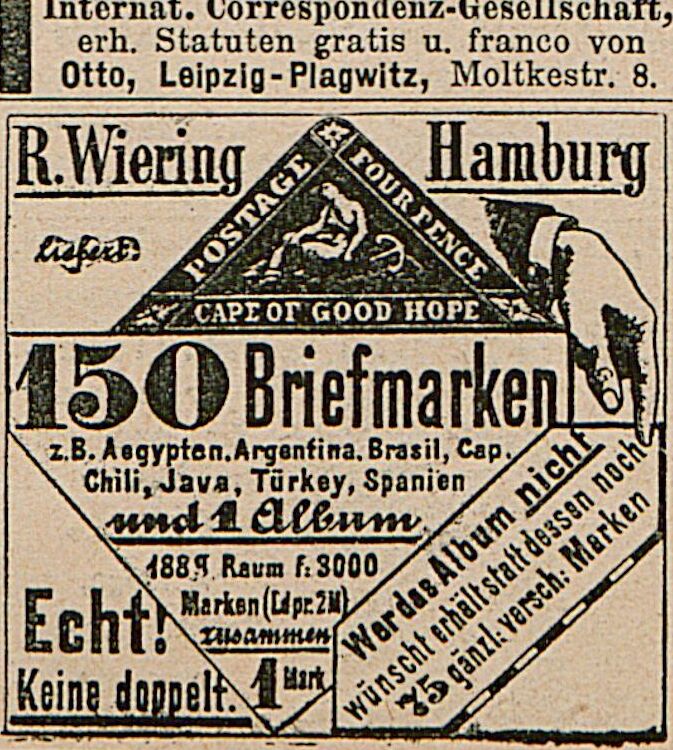 Internat. Correspondenz-Gesellschaft,
erh. Statuten gratis u. franco von
Otto, Leipzig-Plagwitz, Moltkestr. 8.
R. Wiering Hamburg
liefert:
POSTAGE
FOUR PENCE
CAPE OF GOOD HOPE
150 Briefmarken
z.B. Aegypten. Argentina. Brasil, Cap.
Chili, Java, Türkey, Spanien
und 1 Album
1889. Raum f: 3000
Marken (Ldpr. 2M)
zusammen
1 Mark
Echt!
Keine doppelt.
Wer das Album nicht
wünscht erhält statt dessen noch
75 gänzl: versch: Marken